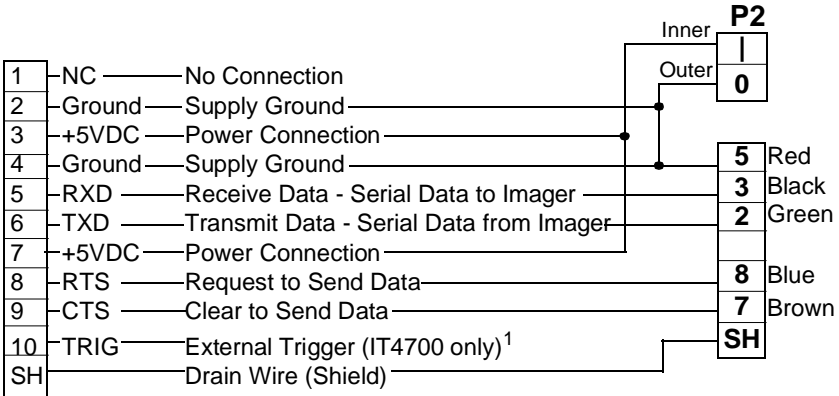 P2
Inner |
Outer 0
1 NC No Connection
2 Ground Supply Ground
3 +5VDC Power Connection
4 Ground Supply Ground 5 Red
5 RXD Receive Data - Serial Data to Imager 3 Black
6 TXD Transmit Data - Serial Data from Imager 2 Green
7 +5VDC Power Connection
8 RTS Request to Send Data 8 Blue
9 CTS Clear to Send Data 7 Brown
10 TRIG External Trigger (IT4700 only)1 SH
SH Drain Wire (Shield)